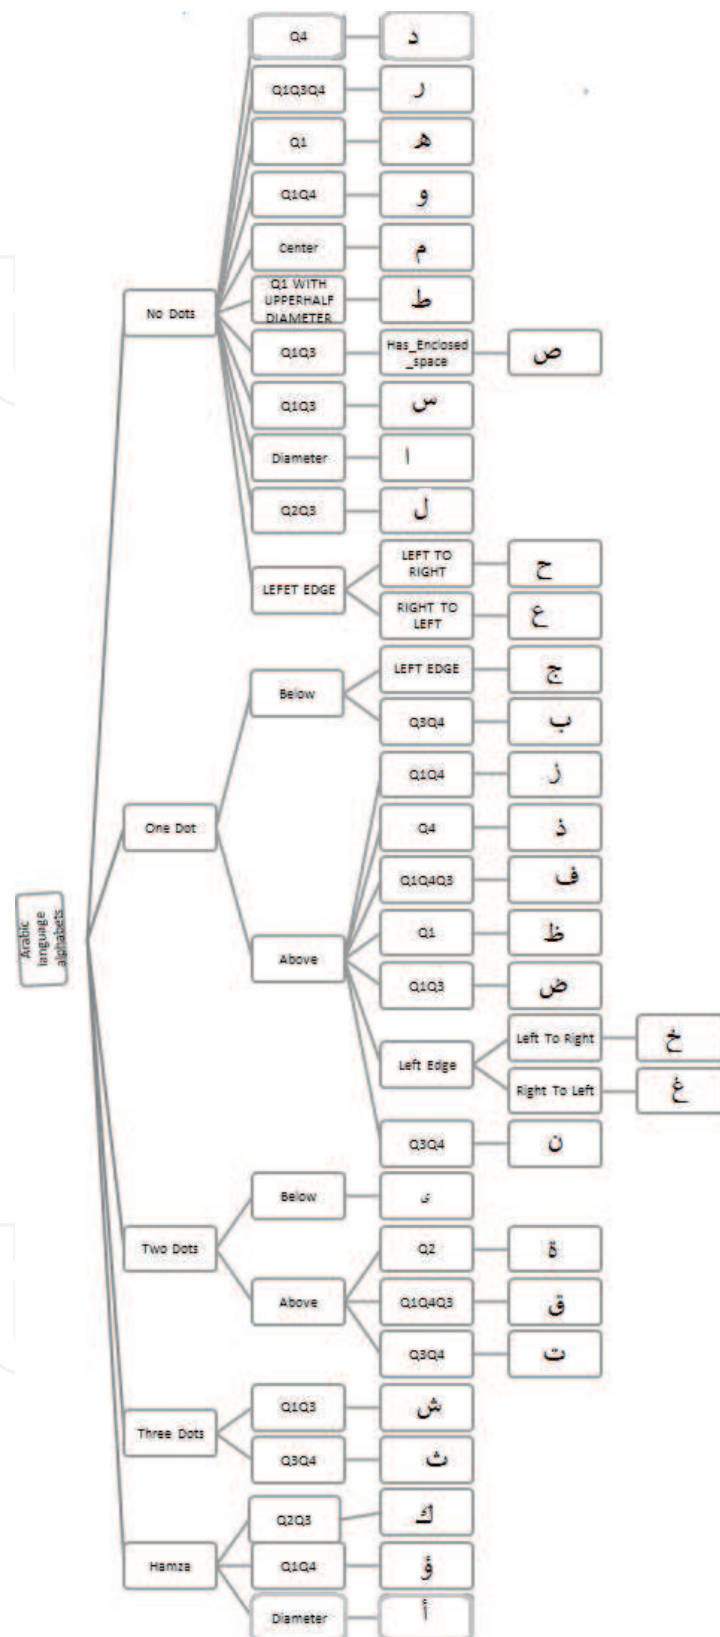 Arabic
language
alphabets
No Dots
Q4
د
Q1Q3Q4
ر
Q1
ه
Q1Q4
و
Center
م
Q1 WITH
UPPERHALF
DIAMETER
ط
Q1Q3
Has_Enclosed
_space
ص
Q1Q3
س
Diameter
ا
Q2Q3
ل
LEFET EDGE
LEFT TO
RIGHT
ح
RIGHT TO
LEFT
ع
One Dot
Below
LEFT EDGE
ج
Q3Q4
ب
Above
Q1Q4
ز
Q4
ذ
Q1Q4Q3
ف
Q1
ظ
Q1Q3
ض
Left Edge
Left To Right
خ
Right To Left
غ
Q3Q4
ن
Two Dots
Below
ى
Above
Q2
ة
Q1Q4Q3
ق
Q3Q4
ت
Three Dots
Q1Q3
ش
Q3Q4
ث
Hamza
Q2Q3
ك
Q1Q4
ؤ
Diameter
أ